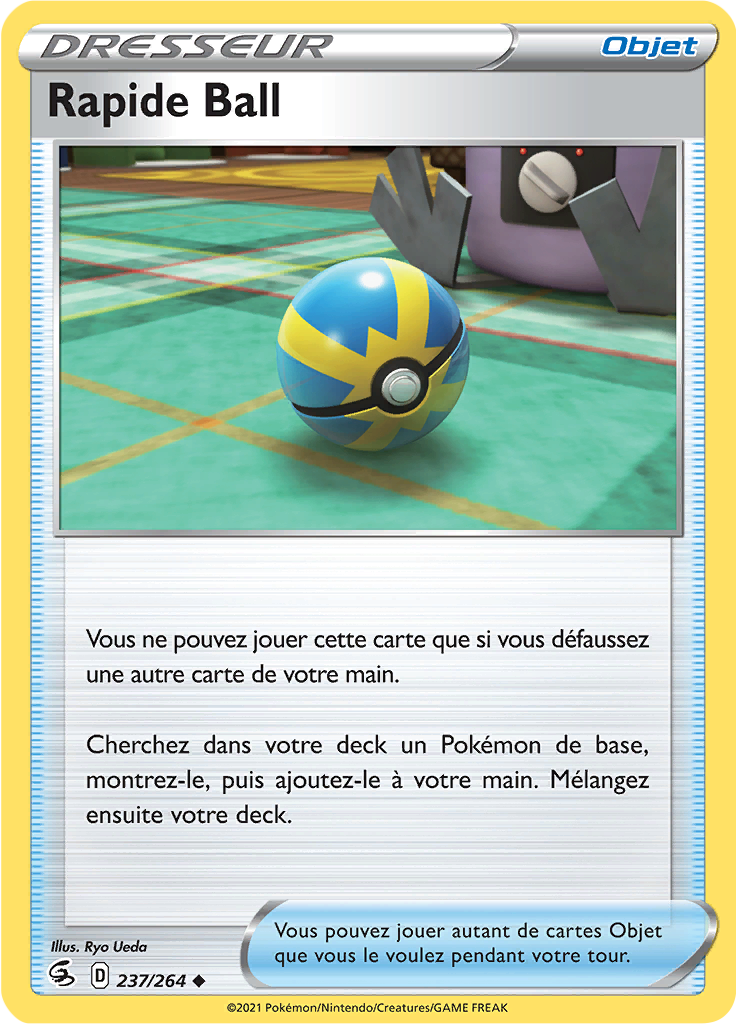 DRESSEUR
Objet
Rapide Ball
Vous ne pouvez jouer cette carte que si vous défaussez
une autre carte de votre main.
Cherchez dans votre deck un Pokémon de base,
montrez-le, puis ajoutez-le à votre main. Mélangez
ensuite votre deck.
Vous pouvez jouer autant de cartes Objet
que vous le voulez pendant votre tour.
Illus. Ryo Ueda
D 237/264
©2021 Pokémon/Nintendo/Creatures/GAME FREAK